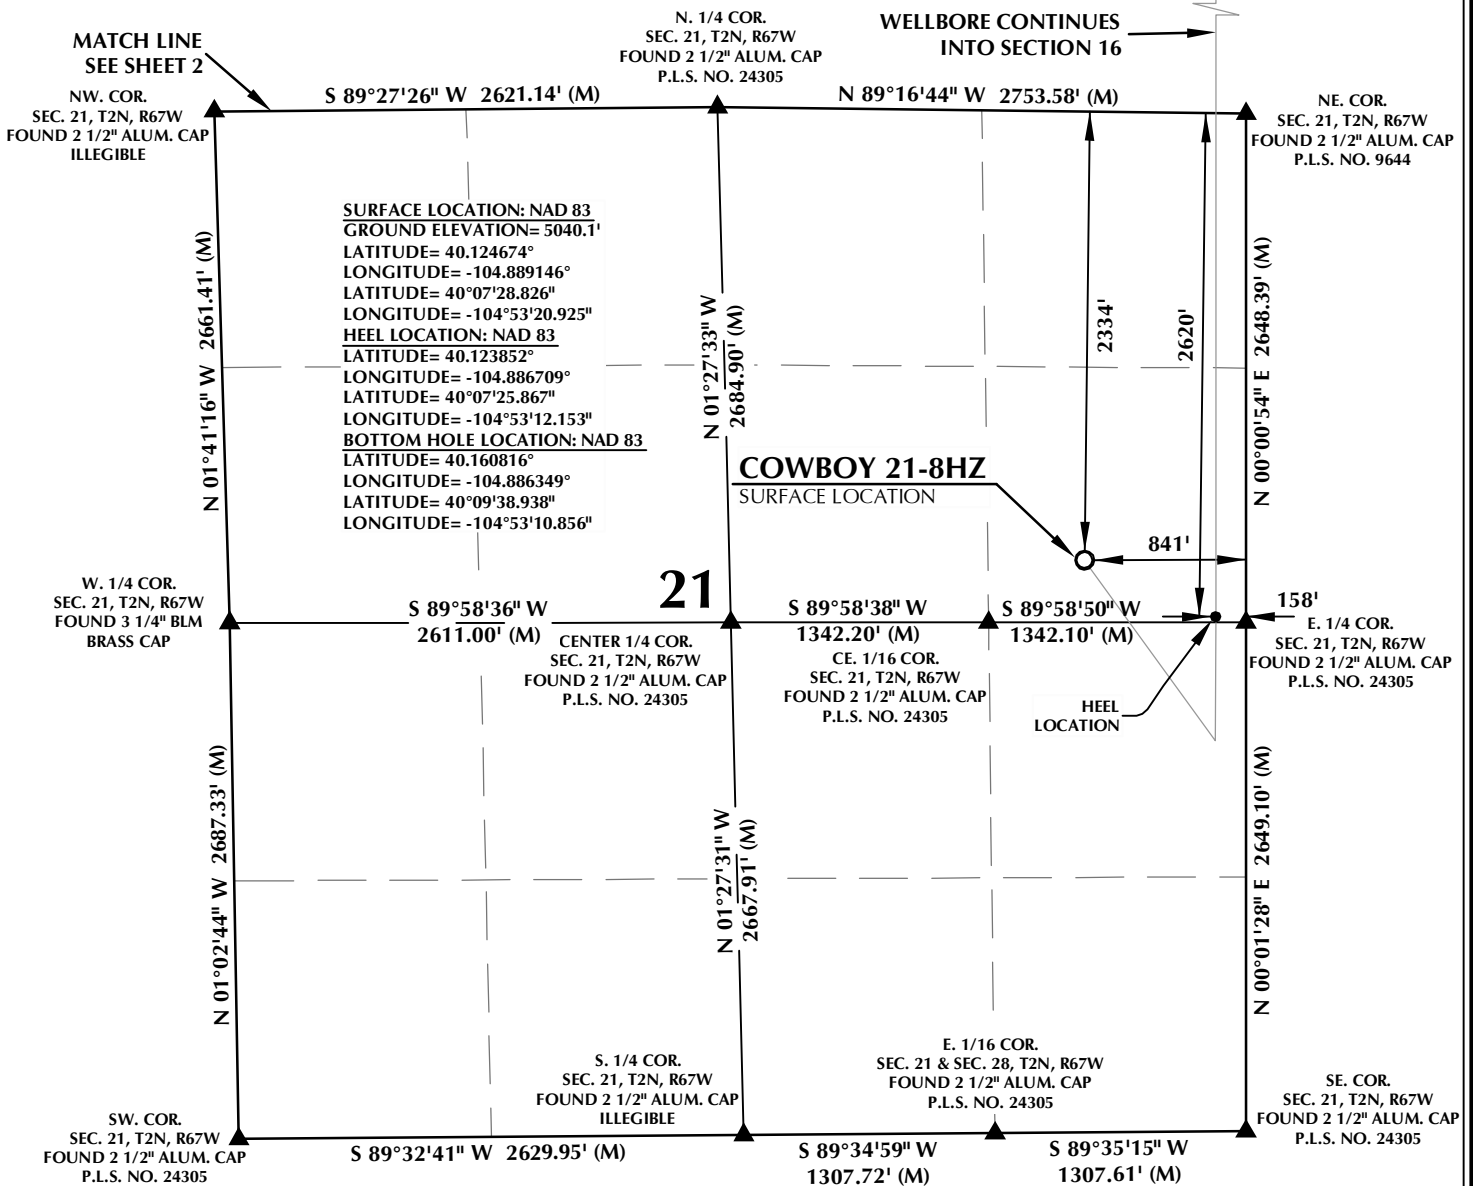 MATCH LINE
SEE SHEET 2
N. 1/4 COR.
SEC. 21, T2N, R67W
FOUND 2 1/2" ALUM. CAP
P.L.S. NO. 24305
WELLBORE CONTINUES
INTO SECTION 16
NW. COR.
SEC. 21, T2N, R67W
FOUND 2 1/2" ALUM. CAP
ILLEGIBLE
S 89°27'26" W 2621.14' (M)
N 89°16'44" W 2753.58' (M)
NE. COR.
SEC. 21, T2N, R67W
FOUND 2 1/2" ALUM. CAP
P.L.S. NO. 9644
SURFACE LOCATION: NAD 83
GROUND ELEVATION= 5040.1'
LATITUDE= 40.124674°
LONGITUDE= -104.889146°
LATITUDE= 40°07'28.826"
LONGITUDE= -104°53'20.925"
HEEL LOCATION: NAD 83
LATITUDE= 40.123852°
LONGITUDE= -104.886709°
LATITUDE= 40°07'25.867"
LONGITUDE= -104°53'12.153"
BOTTOM HOLE LOCATION: NAD 83
LATITUDE= 40.160816°
LONGITUDE= -104.886349°
LATITUDE= 40°09'38.938"
LONGITUDE= -104°53'10.856"
N 01°41'16" W 2661.41' (M)
N 01°27'33" W
2684.90' (M)
2334'
2620'
N 00°00'54" E 2648.39' (M)
COWBOY 21-8HZ
SURFACE LOCATION
841'
W. 1/4 COR.
SEC. 21, T2N, R67W
FOUND 3 1/4" BLM
BRASS CAP
S 89°58'36" W
2611.00' (M)
21
S 89°58'38" W
1342.20' (M)
S 89°58'50" W
1342.10' (M)
158'
CENTER 1/4 COR.
SEC. 21, T2N, R67W
FOUND 2 1/2" ALUM. CAP
P.L.S. NO. 24305
CE. 1/16 COR.
SEC. 21, T2N, R67W
FOUND 2 1/2" ALUM. CAP
P.L.S. NO. 24305
E. 1/4 COR.
SEC. 21, T2N, R67W
FOUND 2 1/2" ALUM. CAP
P.L.S. NO. 24305
HEEL
LOCATION
N 01°02'44" W 2687.33' (M)
N 01°27'31" W
2667.91' (M)
N 00°01'28" E 2649.10' (M)
S. 1/4 COR.
SEC. 21, T2N, R67W
FOUND 2 1/2" ALUM. CAP
ILLEGIBLE
E. 1/16 COR.
SEC. 21 & SEC. 28, T2N, R67W
FOUND 2 1/2" ALUM. CAP
P.L.S. NO. 24305
SW. COR.
SEC. 21, T2N, R67W
FOUND 2 1/2" ALUM. CAP
P.L.S. NO. 24305
SE. COR.
SEC. 21, T2N, R67W
FOUND 2 1/2" ALUM. CAP
P.L.S. NO. 24305
S 89°32'41" W 2629.95' (M)
S 89°34'59" W
1307.72' (M)
S 89°35'15" W
1307.61' (M)